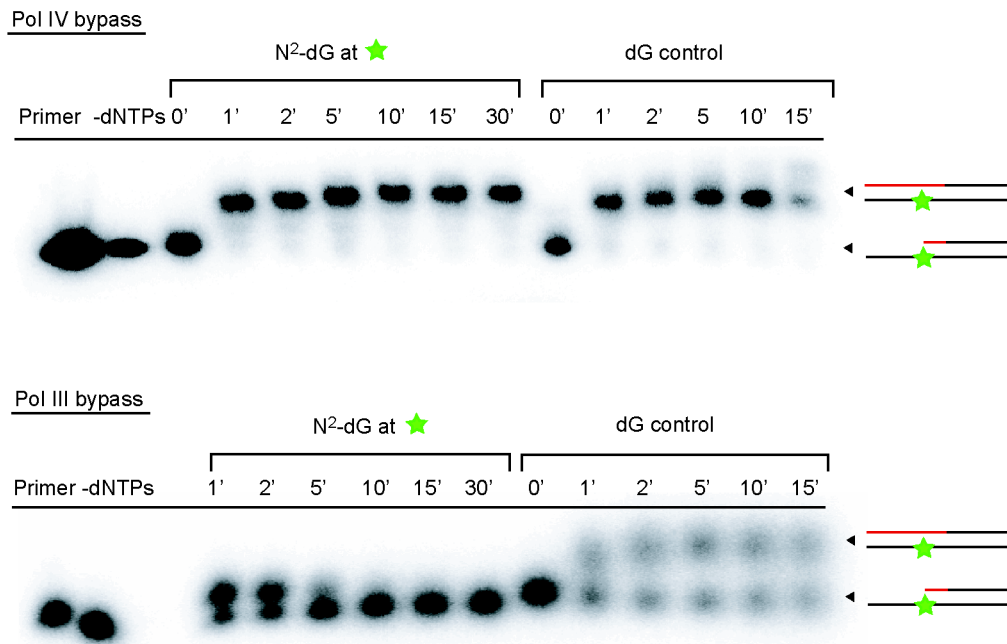 Pol IV bypass
N²-dG at
dG control
Primer -dNTPs 0' 1' 2' 5' 10' 15' 30' 0' 1' 2' 5 10' 15'
Pol III bypass
N²-dG at
dG control
Primer -dNTPs 1' 2' 5' 10' 15' 30' 0' 1' 2' 5' 10' 15'